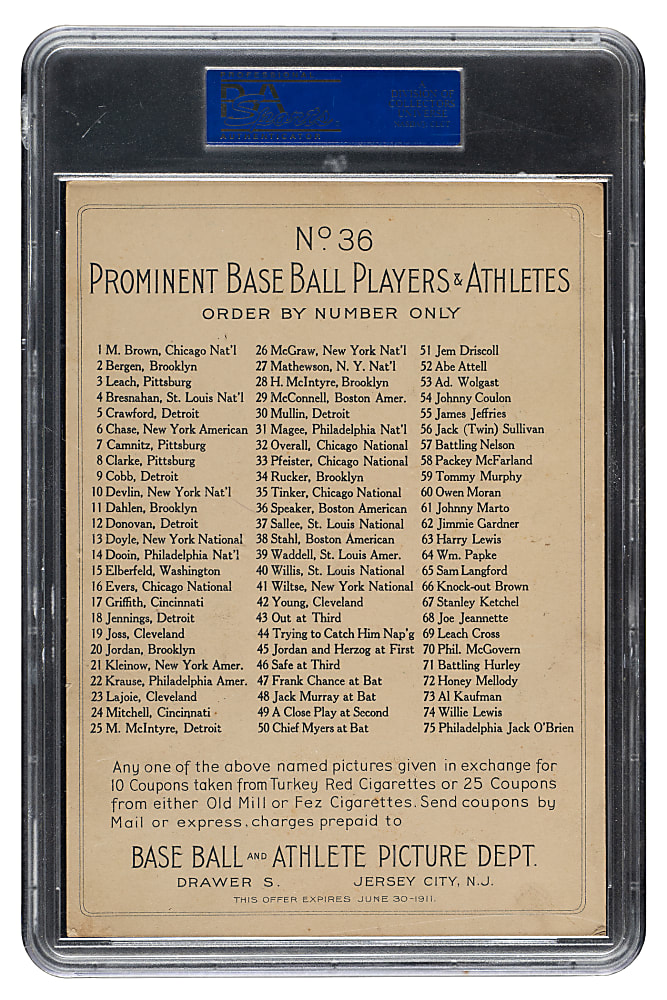 PROFESSIONAL
PSA
Sports
AUTHENTICATOR
DIVISION OF
COLLECTORS
UNIVERSE
Nº 36
PROMINENT BASE BALL PLAYERS & ATHLETES
ORDER BY NUMBER ONLY
1 M. Brown, Chicago Nat'l
2 Bergen, Brooklyn
3 Leach, Pittsburg
4 Bresnahan, St. Louis Nat'l
5 Crawford, Detroit
6 Chase, New York American
7 Camnitz, Pittsburg
8 Clarke, Pittsburg
9 Cobb, Detroit
10 Devlin, New York Nat'l
11 Dahlen, Brooklyn
12 Donovan, Detroit
13 Doyle, New York National
14 Dooin, Philadelphia Nat'l
15 Elberfeld, Washington
16 Evers, Chicago National
17 Griffith, Cincinnati
18 Jennings, Detroit
19 Joss, Cleveland
20 Jordan, Brooklyn
21 Kleinow, New York Amer.
22 Krause, Philadelphia Amer.
23 Lajoie, Cleveland
24 Mitchell, Cincinnati
25 M. McIntyre, Detroit
26 McGraw, New York Nat'l
27 Mathewson, N. Y. Nat'l
28 H. McIntyre, Brooklyn
29 McConnell, Boston Amer.
30 Mullin, Detroit
31 Magee, Philadelphia Nat'l
32 Overall, Chicago National
33 Pfeister, Chicago National
34 Rucker, Brooklyn
35 Tinker, Chicago National
36 Speaker, Boston American
37 Sallee, St. Louis National
38 Stahl, Boston American
39 Waddell, St. Louis Amer.
40 Willis, St. Louis National
41 Wiltse, New York National
42 Young, Cleveland
43 Out at Third
44 Trying to Catch Him Nap'g
45 Jordan and Herzog at First
46 Safe at Third
47 Frank Chance at Bat
48 Jack Murray at Bat
49 A Close Play at Second
50 Chief Myers at Bat
51 Jem Driscoll
52 Abe Attell
53 Ad. Wolgast
54 Johnny Coulon
55 James Jeffries
56 Jack (Twin) Sullivan
57 Battling Nelson
58 Packey McFarland
59 Tommy Murphy
60 Owen Moran
61 Johnny Marto
62 Jimmie Gardner
63 Harry Lewis
64 Wm. Papke
65 Sam Langford
66 Knock-out Brown
67 Stanley Ketchel
68 Joe Jeannette
69 Leach Cross
70 Phil. McGovern
71 Battling Hurley
72 Honey Mellody
73 Al Kaufman
74 Willie Lewis
75 Philadelphia Jack O'Brien
Any one of the above named pictures given in exchange for
10 Coupons taken from Turkey Red Cigarettes or 25 Coupons
from either Old Mill or Fez Cigarettes. Send coupons by
Mail or express, charges prepaid to
BASE BALL AND ATHLETE PICTURE DEPT.
DRAWER S. JERSEY CITY, N.J.
THIS OFFER EXPIRES JUNE 30-1911.